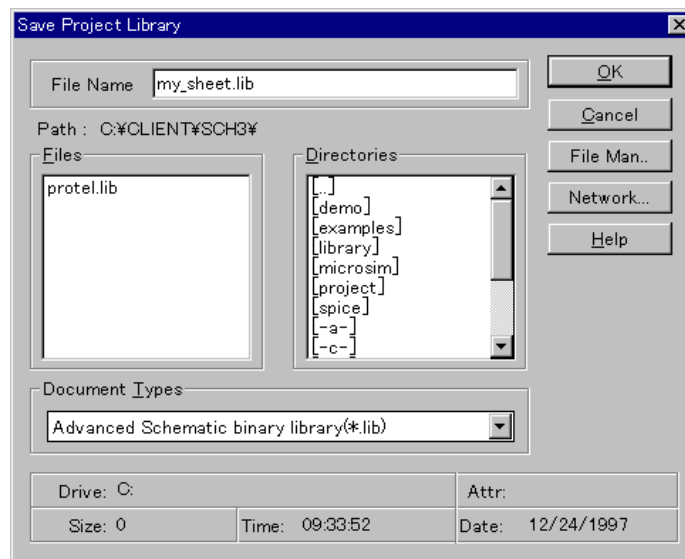 Save Project Library
File Name my_sheet.lib
OK
Path : C:¥CLIENT¥SCH3¥
Cancel
Files
Directories
File Man..
protel.lib
[..]
[demo]
[examples]
[library]
[microsim]
[project]
[spice]
[-a-]
[-c-]
Network...
Help
Document Types
Advanced Schematic binary library(*.lib)
Drive: C:
Attr:
Size: 0
Time: 09:33:52
Date: 12/24/1997